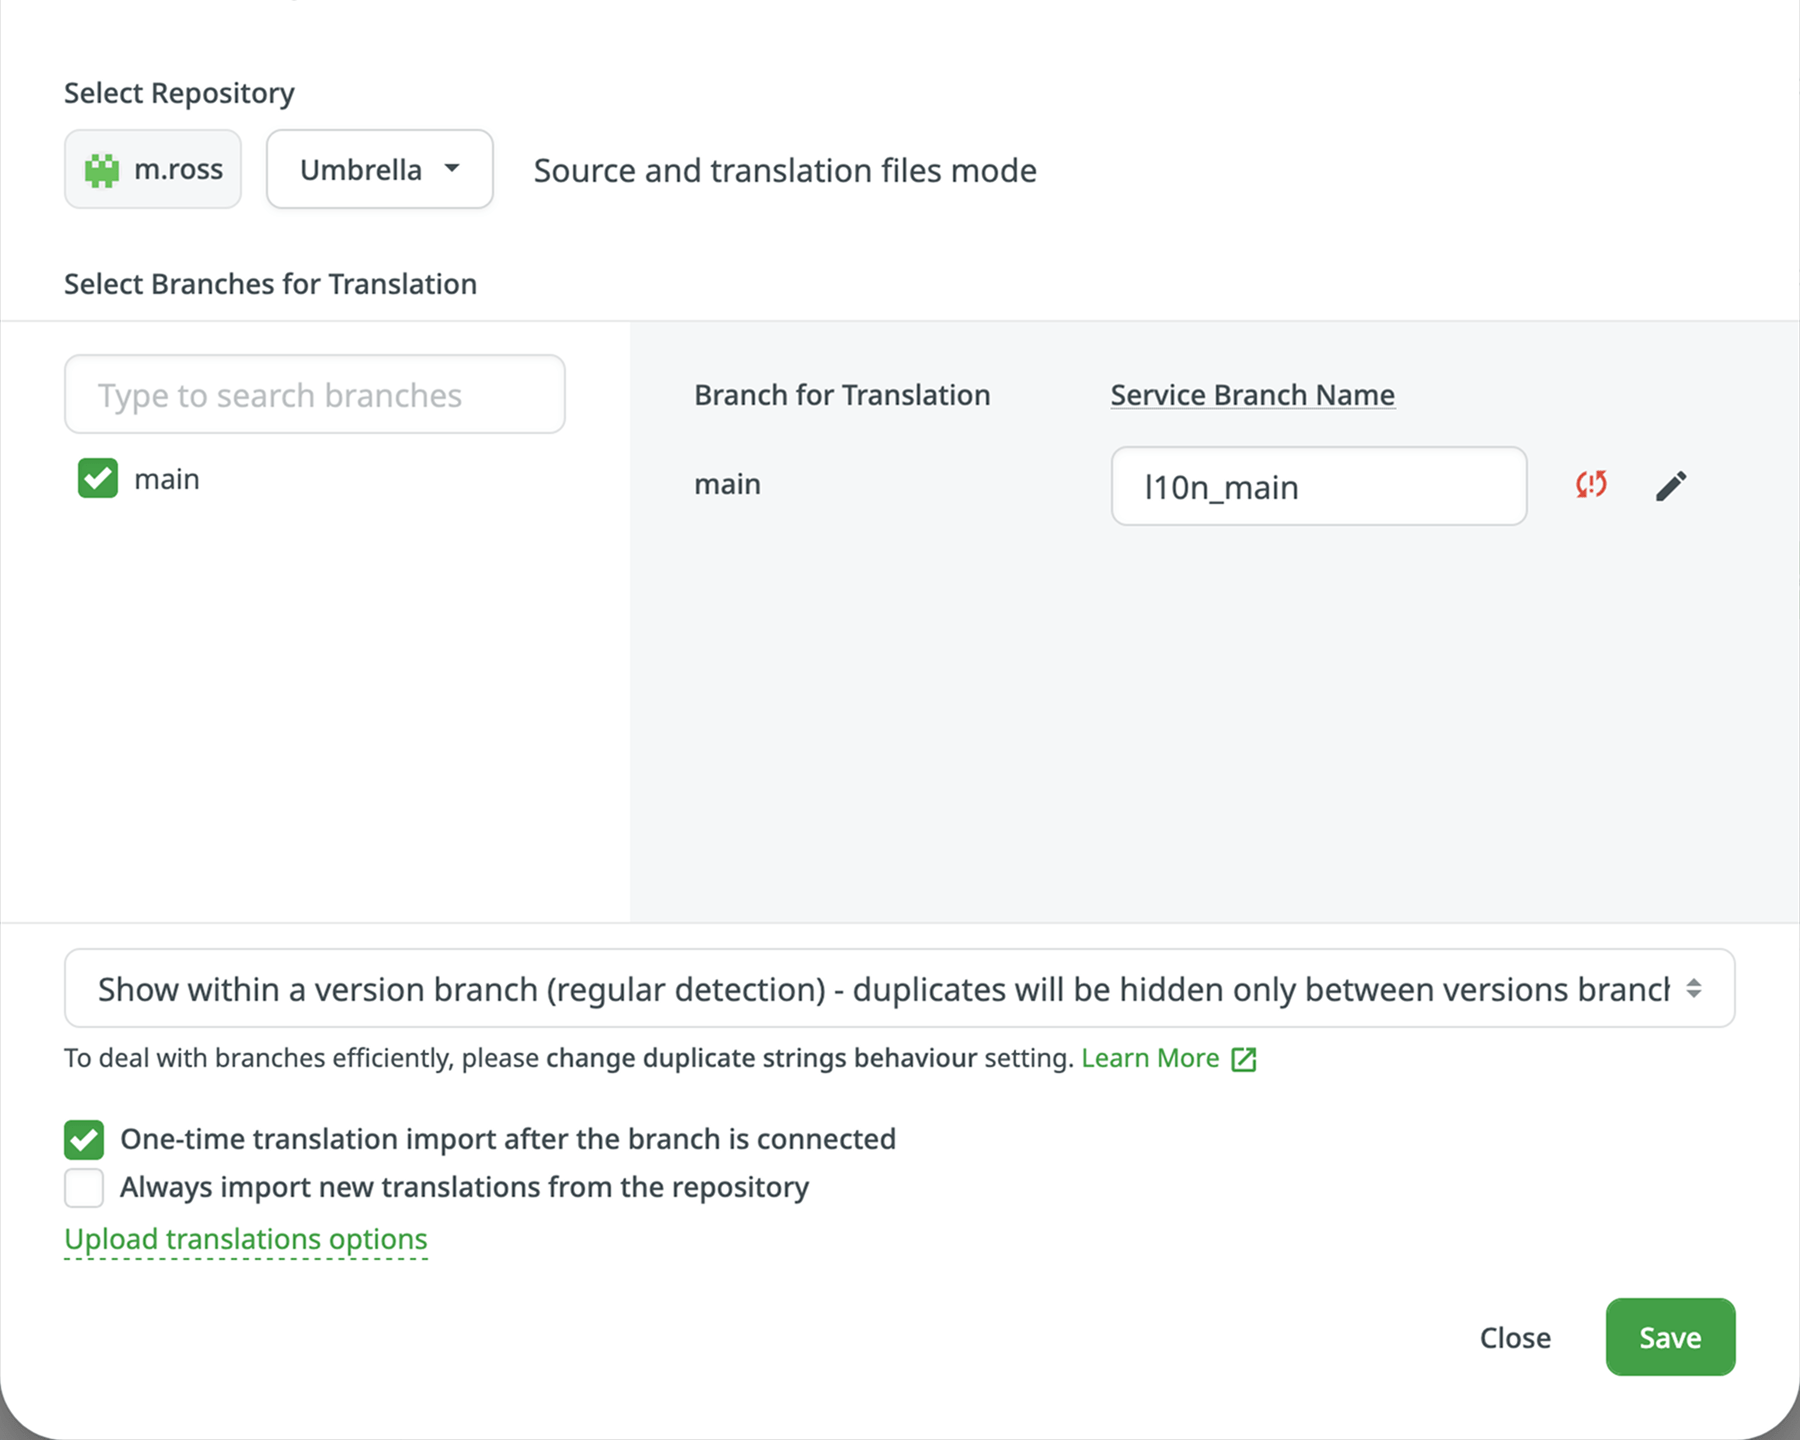 Select Repository
m.ross
Umbrella
Source and translation files mode
Select Branches for Translation
Type to search branches
main
Branch for Translation
Service Branch Name
main
l10n_main
Show within a version branch (regular detection) - duplicates will be hidden only between versions branch
To deal with branches efficiently, please change duplicate strings behaviour setting. Learn More
One-time translation import after the branch is connected
Always import new translations from the repository
Upload translations options
Close
Save